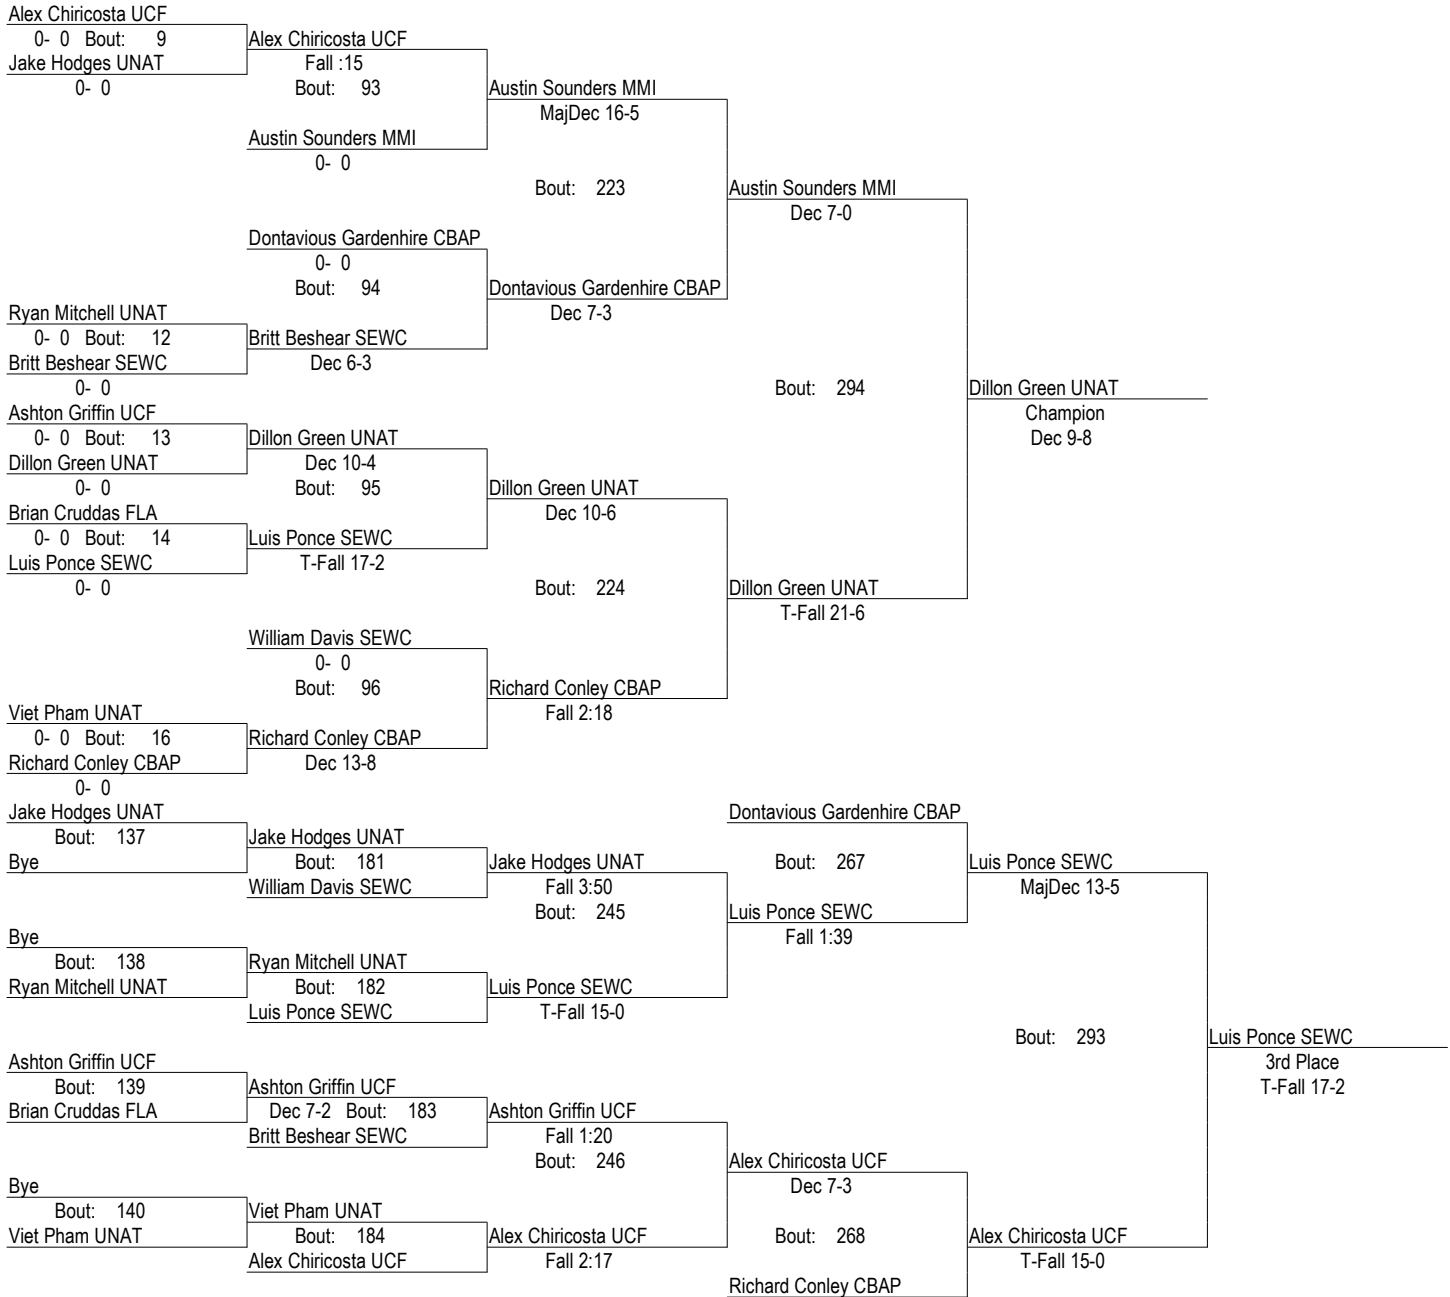 Alex Chiricosta UCF
0- 0 Bout: 9 Alex Chiricosta UCF
Jake Hodges UNAT Fall :15
0- 0 Bout: 93 Austin Sounders MMI
MajDec 16-5
Austin Sounders MMI
0- 0
Bout: 223 Austin Sounders MMI
Dec 7-0
Dontavious Gardenhire CBAP
0- 0
Bout: 94 Dontavious Gardenhire CBAP
Ryan Mitchell UNAT Dec 7-3
0- 0 Bout: 12 Britt Beshear SEWC
Britt Beshear SEWC Dec 6-3
0- 0 Bout: 294 Dillon Green UNAT
Ashton Griffin UCF Champion
0- 0 Bout: 13 Dillon Green UNAT Dec 9-8
Dillon Green UNAT Dec 10-4
0- 0 Bout: 95 Dillon Green UNAT
Brian Cruddas FLA Dec 10-6
0- 0 Bout: 14 Luis Ponce SEWC
Luis Ponce SEWC T-Fall 17-2
0- 0 Bout: 224 Dillon Green UNAT
T-Fall 21-6
William Davis SEWC
0- 0
Bout: 96 Richard Conley CBAP
Viet Pham UNAT Fall 2:18
0- 0 Bout: 16 Richard Conley CBAP
Richard Conley CBAP Dec 13-8
0- 0
Jake Hodges UNAT Dontavious Gardenhire CBAP
Bout: 137 Jake Hodges UNAT
Bye Bout: 181 Jake Hodges UNAT Bout: 267 Luis Ponce SEWC
William Davis SEWC Fall 3:50 MajDec 13-5
Bout: 245 Luis Ponce SEWC
Bye Fall 1:39
Bout: 138 Ryan Mitchell UNAT
Ryan Mitchell UNAT Bout: 182 Luis Ponce SEWC
Luis Ponce SEWC T-Fall 15-0
Bout: 293 Luis Ponce SEWC
Ashton Griffin UCF 3rd Place
Bout: 139 Ashton Griffin UCF T-Fall 17-2
Brian Cruddas FLA Dec 7-2 Bout: 183 Ashton Griffin UCF
Britt Beshear SEWC Fall 1:20
Bout: 246 Alex Chiricosta UCF
Bye Dec 7-3
Bout: 140 Viet Pham UNAT
Viet Pham UNAT Bout: 184 Alex Chiricosta UCF Bout: 268 Alex Chiricosta UCF
Alex Chiricosta UCF Fall 2:17 T-Fall 15-0
Richard Conley CBAP